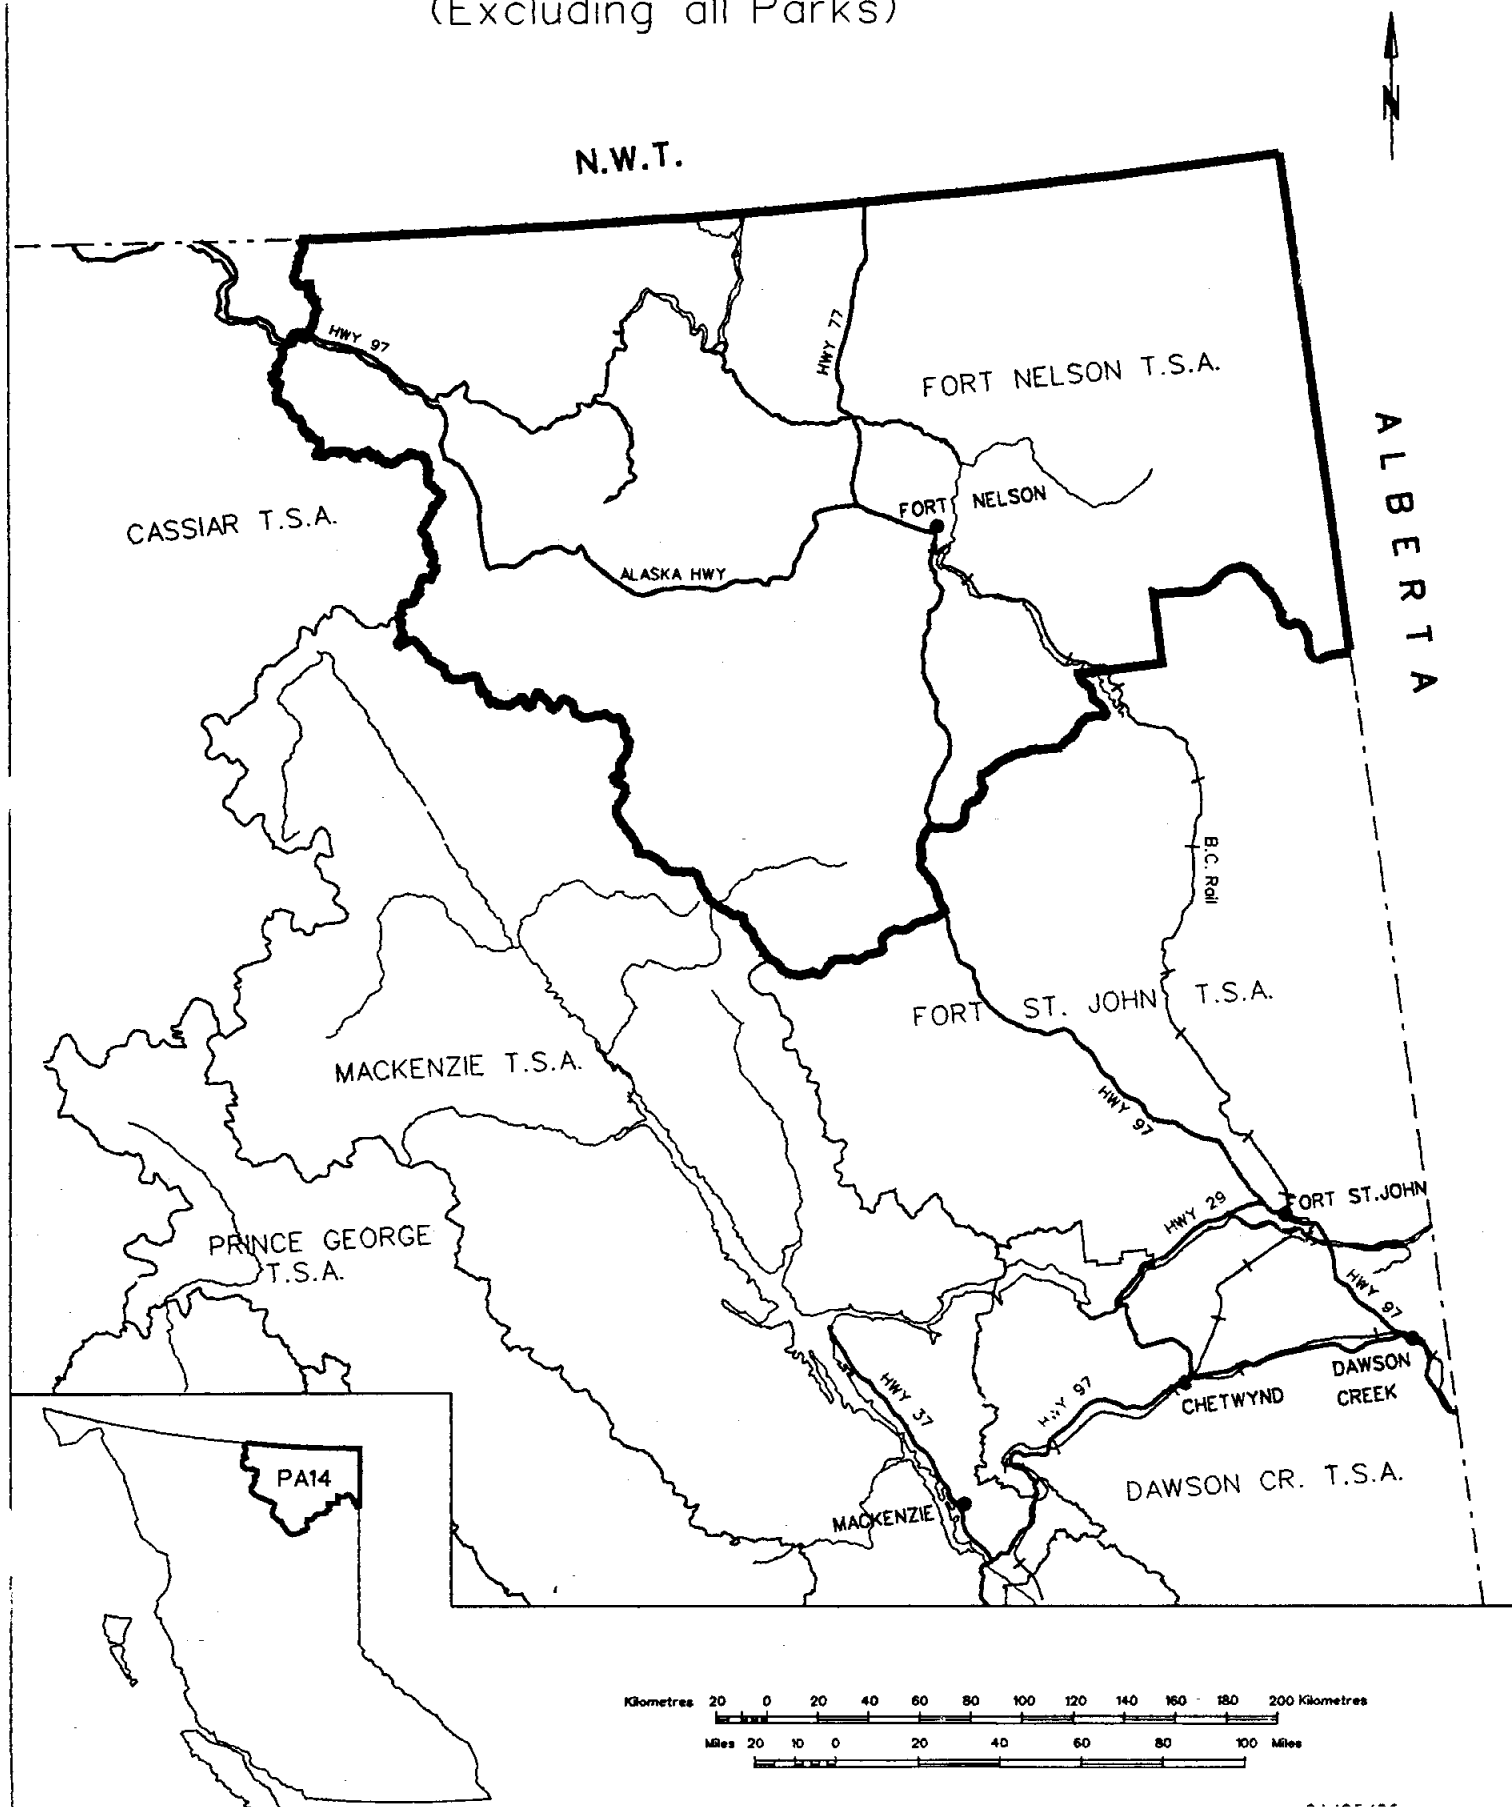 (Excluding all Parks)
N
N.W.T.
HWY 97
HWY 77
FORT NELSON T.S.A.
ALBERTA
CASSIAR T.S.A.
FORT NELSON
ALASKA HWY
B.C. Rail
FORT ST. JOHN T.S.A.
MACKENZIE T.S.A.
HWY 97
HWY 29
FORT ST.JOHN
PRINCE GEORGE
T.S.A.
HWY 97
DAWSON
CREEK
HWY 37
HWY 97
CHETWYND
PA14
DAWSON CR. T.S.A.
MACKENZIE
Kilometres 20 0 20 40 60 80 100 120 140 160 180 200 Kilometres
Miles 20 10 0 20 40 60 80 100 Miles